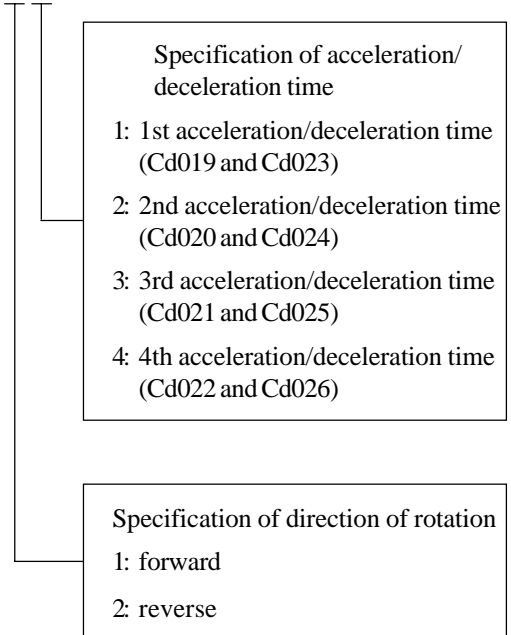 Specification of acceleration/
deceleration time
1: 1st acceleration/deceleration time
(Cd019 and Cd023)
2: 2nd acceleration/deceleration time
(Cd020 and Cd024)
3: 3rd acceleration/deceleration time
(Cd021 and Cd025)
4: 4th acceleration/deceleration time
(Cd022 and Cd026)
Specification of direction of rotation
1: forward
2: reverse